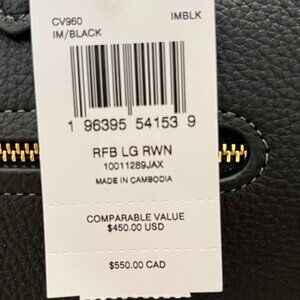 CV960 IMBLK
IM/BLACK
1 96395 54153 9
RFB LG RWN
10011289JAX
MADE IN CAMBODIA
COMPARABLE VALUE
$450.00 USD
$550.00 CAD